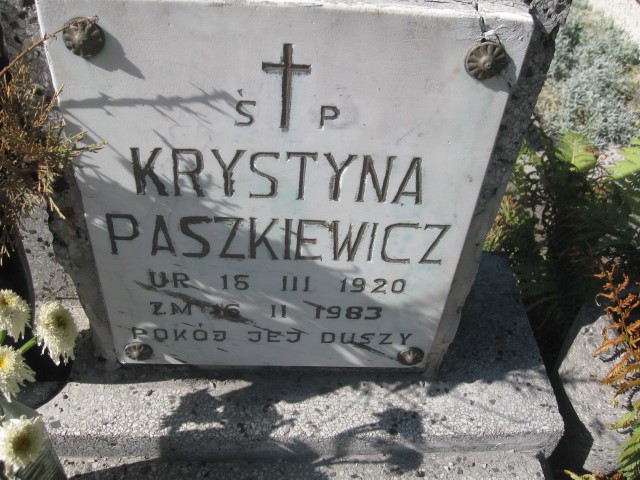 Ś P
KRYSTYNA
PASZKIEWICZ
UR 15 III 1920
ZM 16 II 1983
POKÓJ JEJ DUSZY